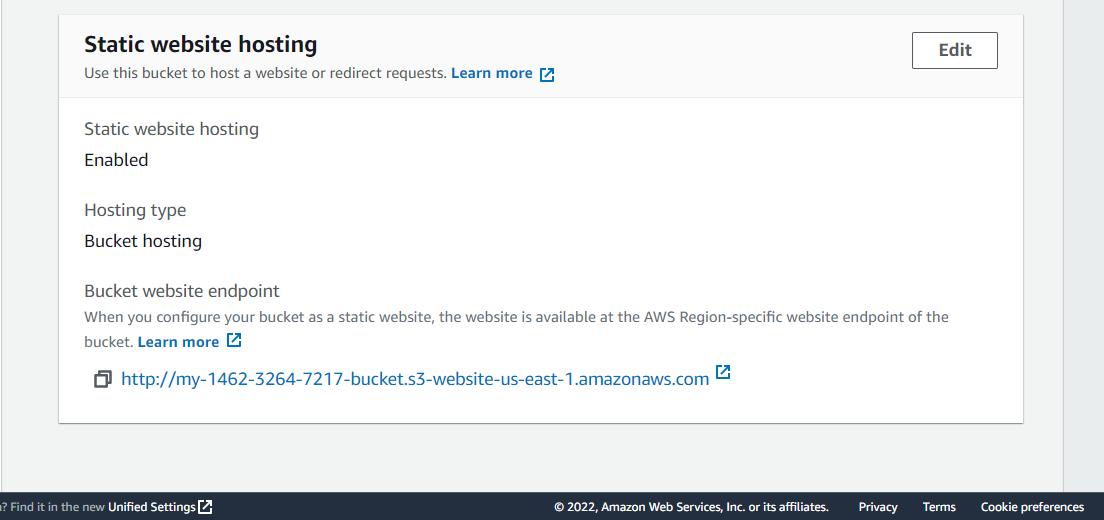 Static website hosting
Edit
Use this bucket to host a website or redirect requests. Learn more
Static website hosting
Enabled
Hosting type
Bucket hosting
Bucket website endpoint
When you configure your bucket as a static website, the website is available at the AWS Region-specific website endpoint of the
bucket. Learn more
http://my-1462-3264-7217-bucket.s3-website-us-east-1.amazonaws.com
? Find it in the new Unified Settings
© 2022, Amazon Web Services, Inc. or its affiliates. Privacy Terms Cookie preferences